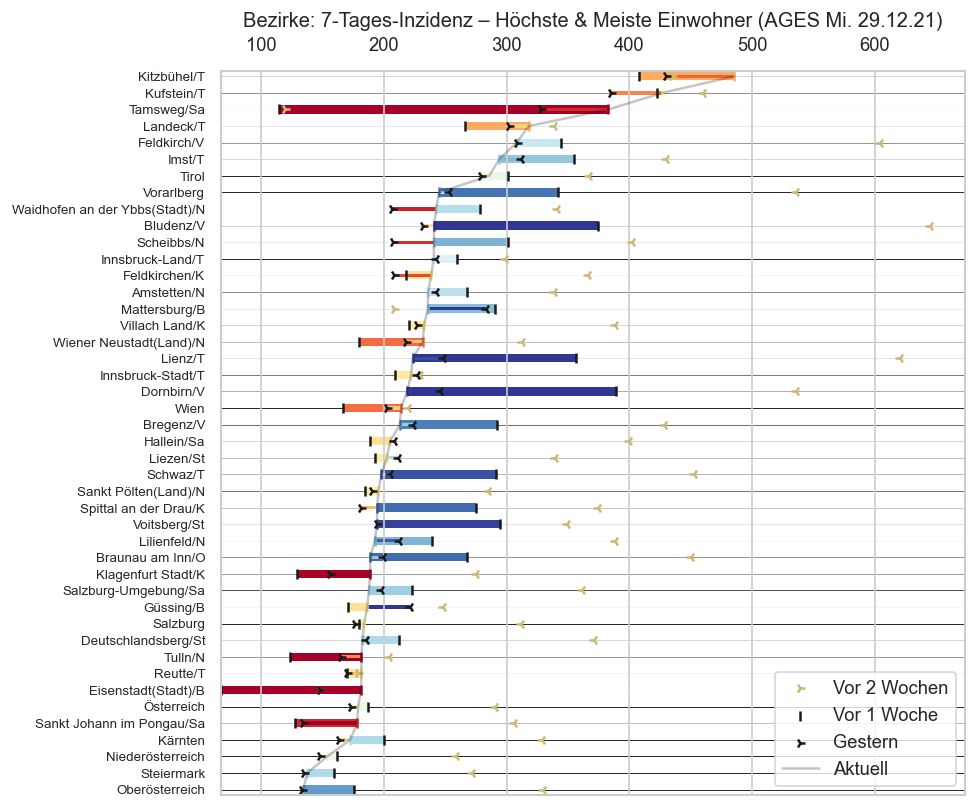 Bezirke: 7-Tages-Inzidenz – Höchste & Meiste Einwohner (AGES Mi. 29.12.21)
100 200 300 400 500 600
Kitzbühel/T
Kufstein/T
Tamsweg/Sa
Landeck/T
Feldkirch/V
Imst/T
Tirol
Vorarlberg
Waidhofen an der Ybbs(Stadt)/N
Bludenz/V
Scheibbs/N
Innsbruck-Land/T
Feldkirchen/K
Amstetten/N
Mattersburg/B
Villach Land/K
Wiener Neustadt(Land)/N
Lienz/T
Innsbruck-Stadt/T
Dornbirn/V
Wien
Bregenz/V
Hallein/Sa
Liezen/St
Schwaz/T
Sankt Pölten(Land)/N
Spittal an der Drau/K
Voitsberg/St
Lilienfeld/N
Braunau am Inn/O
Klagenfurt Stadt/K
Salzburg-Umgebung/Sa
Güssing/B
Salzburg
Deutschlandsberg/St
Tulln/N
Reutte/T
Eisenstadt(Stadt)/B
Österreich
Sankt Johann im Pongau/Sa
Kärnten
Niederösterreich
Steiermark
Oberösterreich
Vor 2 Wochen
Vor 1 Woche
Gestern
Aktuell